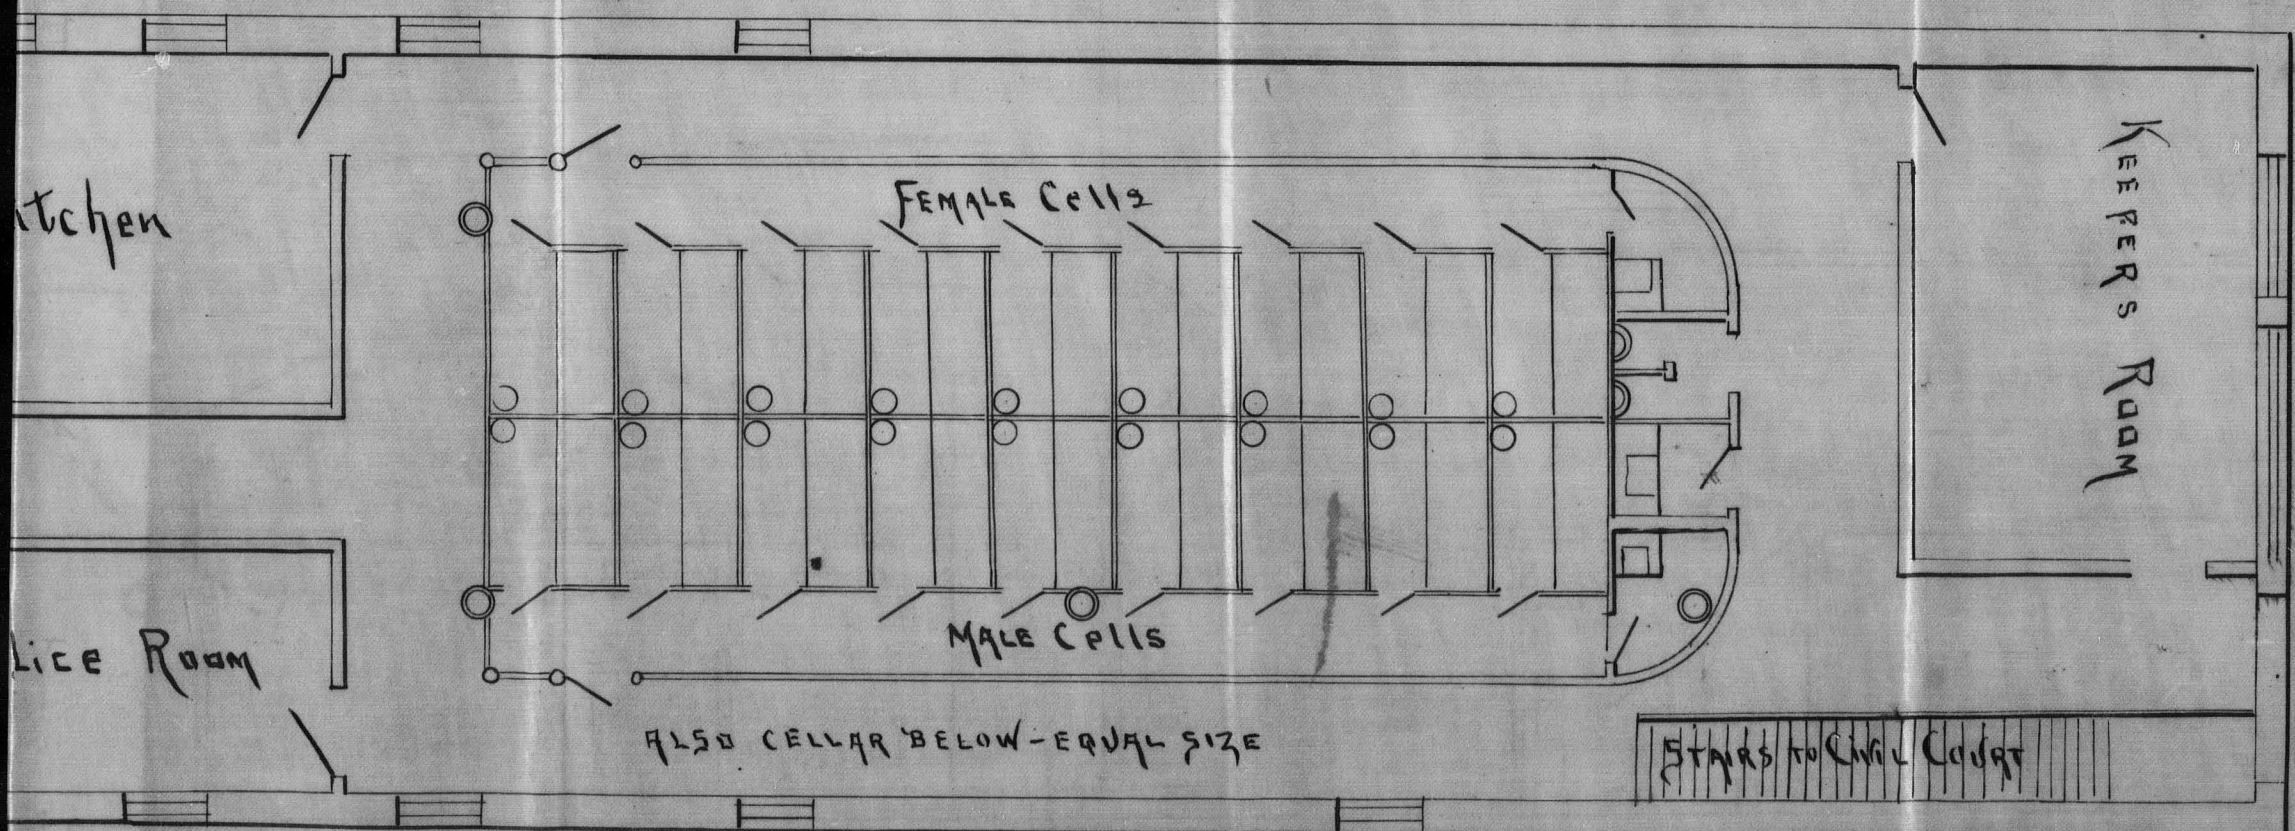 itchen
FEMALE Cells
KEEPERS ROOM
lice Room
MALE Cells
ALSO CELLAR BELOW - EQUAL SIZE
STAIRS TO CIVIL COURT